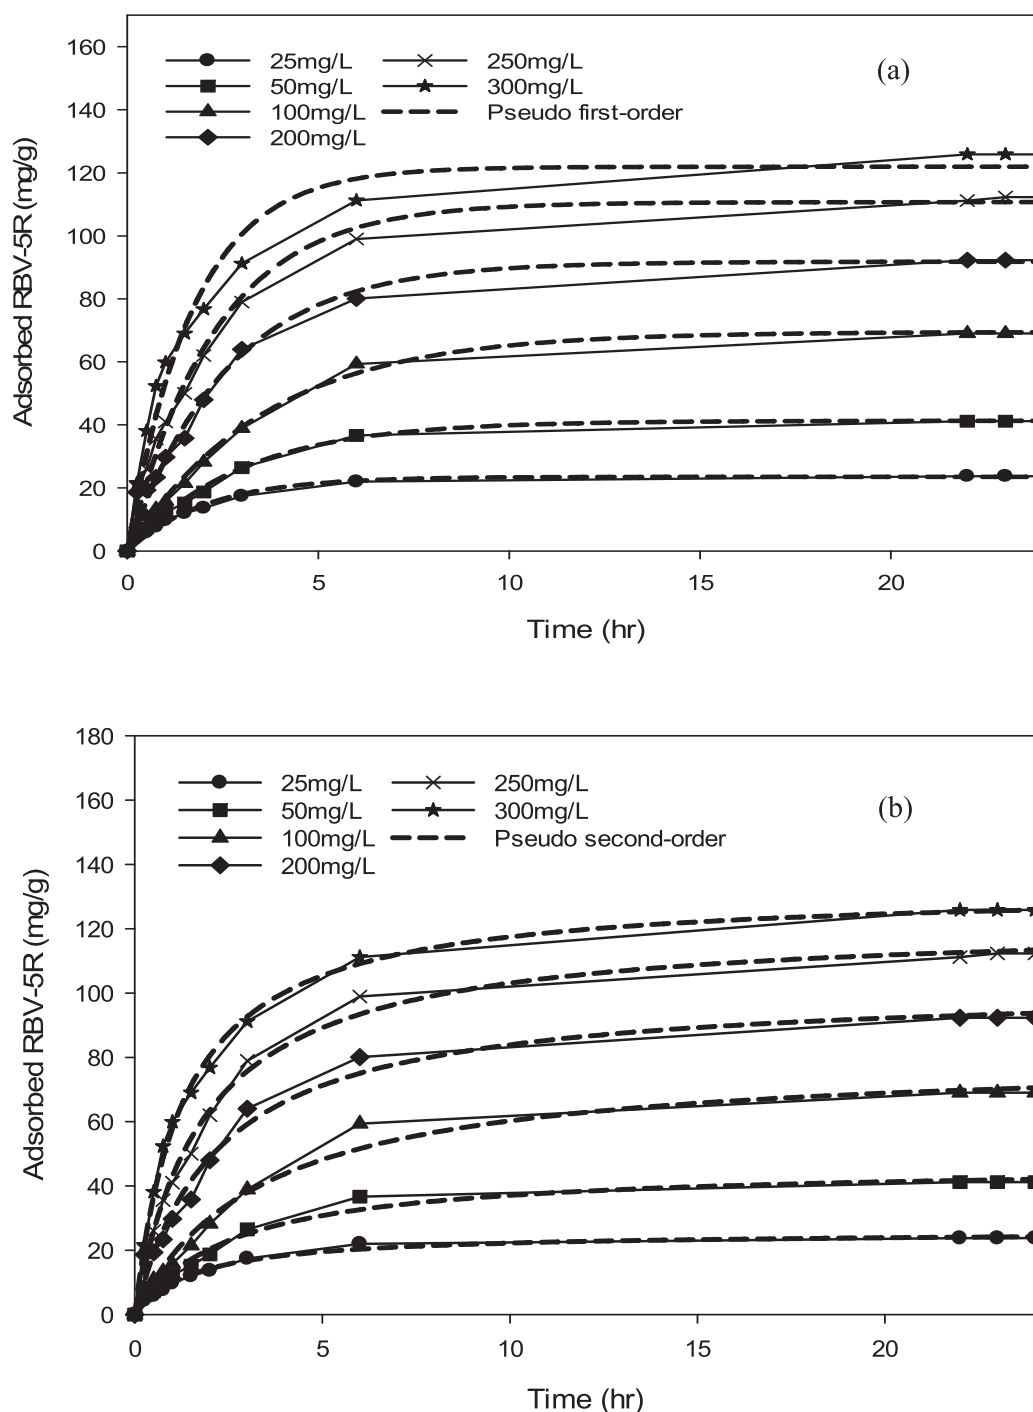 160
140
120
100
80
60
40
20
0
Adsorbed RBV-5R (mg/g)
25mg/L 250mg/L
50mg/L 300mg/L
100mg/L Pseudo first-order
200mg/L
(a)
0 5 10 15 20
Time (hr)
180
160
140
120
100
80
60
40
20
0
Adsorbed RBV-5R (mg/g)
25mg/L 250mg/L
50mg/L 300mg/L
100mg/L Pseudo second-order
200mg/L
(b)
0 5 10 15 20
Time (hr)